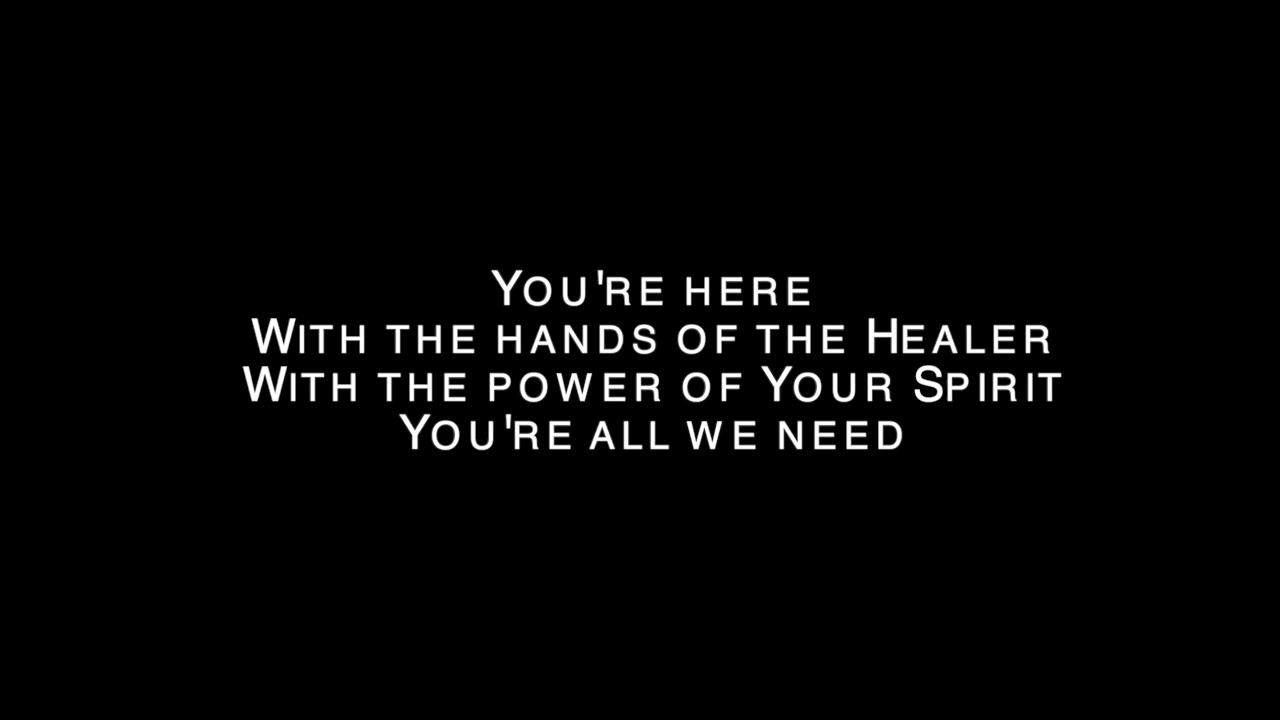 You're here
With the hands of the Healer
With the power of Your Spirit
You're all we need